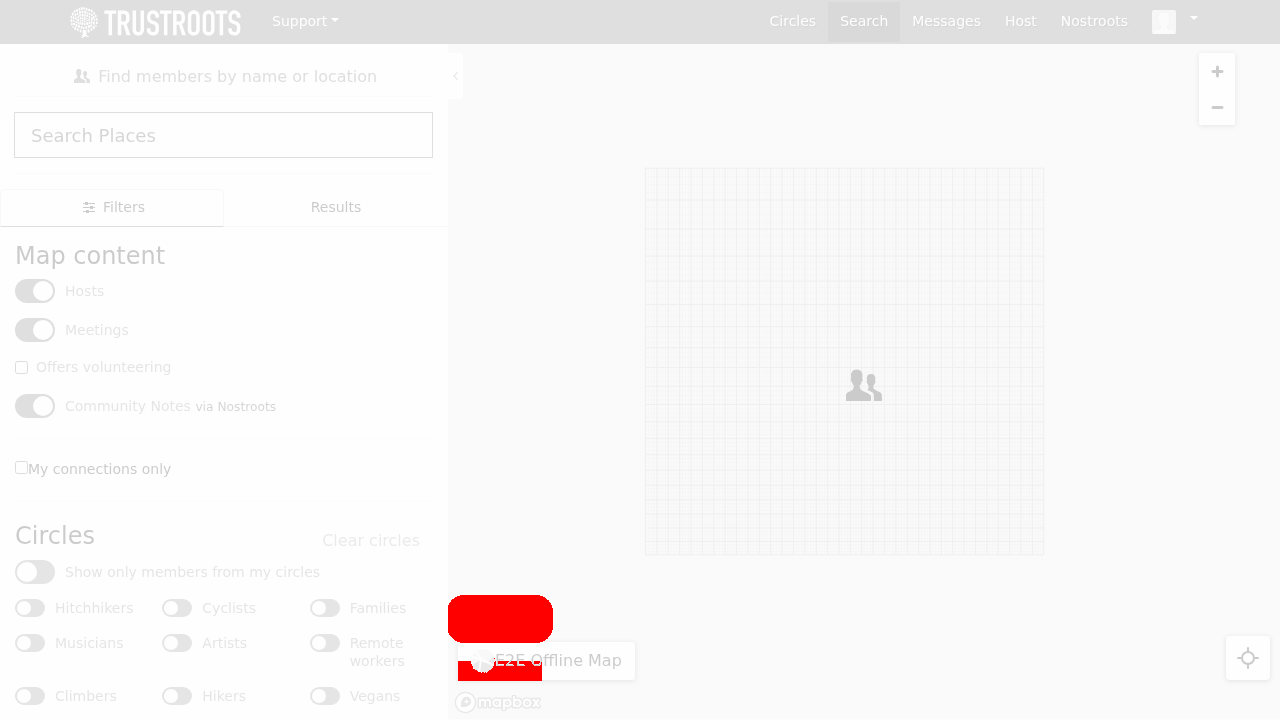 TRUSTROOTS
Support
Circles
Search
Messages
Host
Nostroots
Find members by name or location
Search Places
Filters
Results
Map content
Hosts
Meetings
Offers volunteering
Community Notes via Nostroots
My connections only
Circles
Clear circles
Show only members from my circles
Hitchhikers
Cyclists
Families
Musicians
Artists
Remote
workers
Climbers
Hikers
Vegans
E2E Offline Map
mapbox